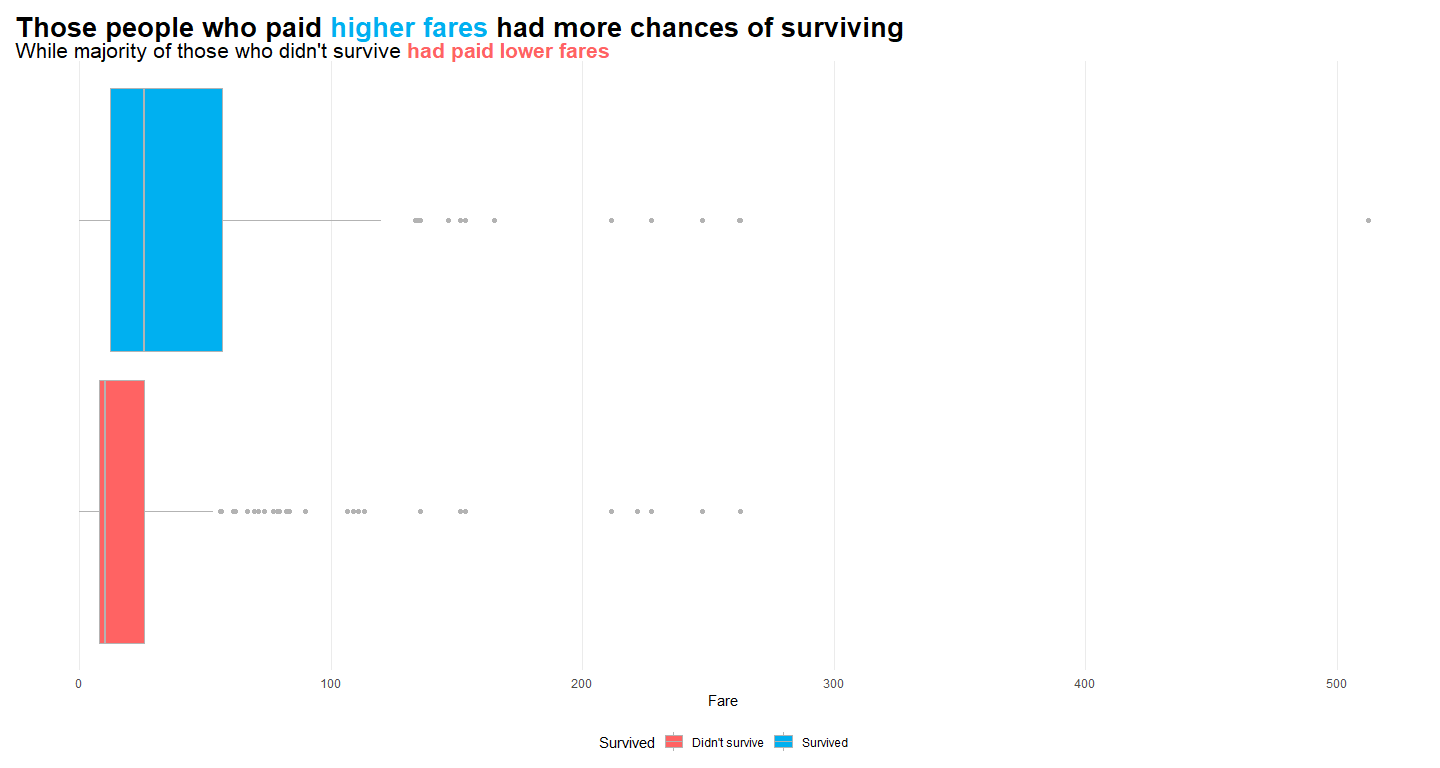 Those people who paid higher fares had more chances of surviving
While majority of those who didn't survive had paid lower fares
0 100 200 300 400 500
Fare
Survived Didn't survive Survived